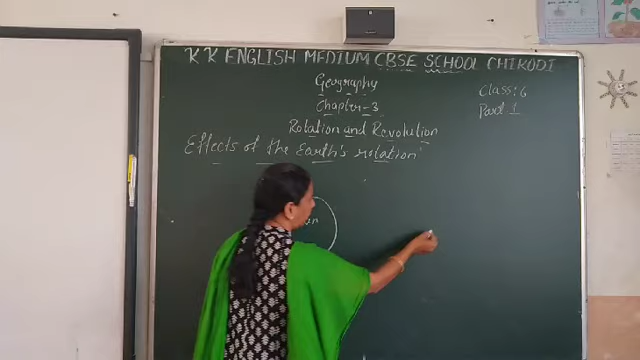 K K ENGLISH MEDIUM CBSE SCHOOL CHIKODI
Geography
Class: 6
Chapter - 3
Part - 1
Rotation and Revolution
Effects of the Earth's rotation